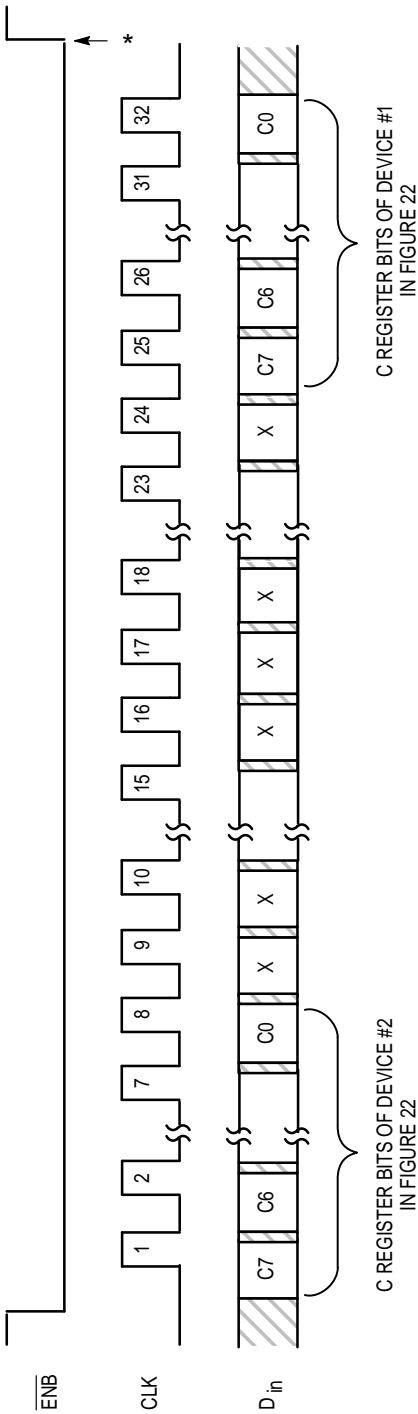 ENB
*
CLK
1 2 7 8 9 10 15 16 17 18 23 24 25 26 31 32
D in
C7 C6 C0 X X X X X X C7 C6 C0
C REGISTER BITS OF DEVICE #2
IN FIGURE 22
C REGISTER BITS OF DEVICE #1
IN FIGURE 22